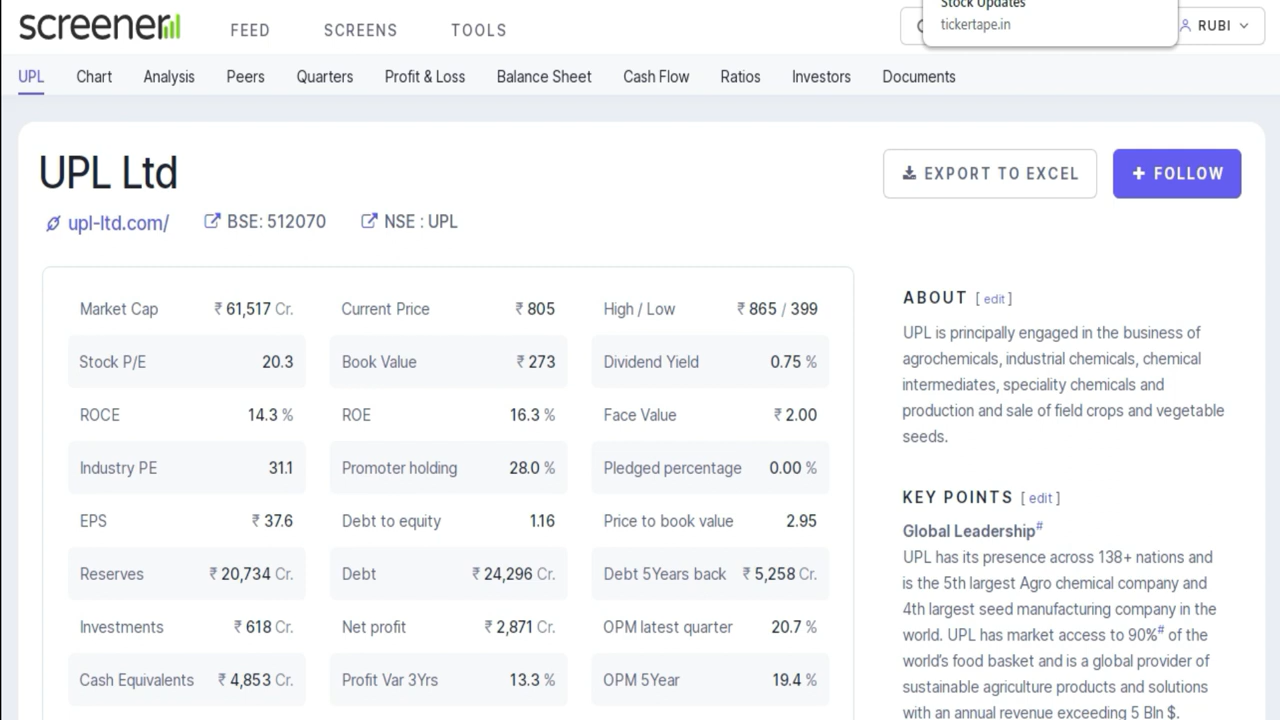 screener
FEED SCREENS TOOLS
Stock Updates
tickertape.in
RUBI
UPL Chart Analysis Peers Quarters Profit & Loss Balance Sheet Cash Flow Ratios Investors Documents
UPL Ltd
EXPORT TO EXCEL
+ FOLLOW
upl-ltd.com/ BSE: 512070 NSE : UPL
Market Cap ₹ 61,517 Cr. Current Price ₹ 805 High / Low ₹ 865 / 399
Stock P/E 20.3 Book Value ₹ 273 Dividend Yield 0.75 %
ROCE 14.3 % ROE 16.3 % Face Value ₹ 2.00
Industry PE 31.1 Promoter holding 28.0 % Pledged percentage 0.00 %
EPS ₹ 37.6 Debt to equity 1.16 Price to book value 2.95
Reserves ₹ 20,734 Cr. Debt ₹ 24,296 Cr. Debt 5Years back ₹ 5,258 Cr.
Investments ₹ 618 Cr. Net profit ₹ 2,871 Cr. OPM latest quarter 20.7 %
Cash Equivalents ₹ 4,853 Cr. Profit Var 3Yrs 13.3 % OPM 5Year 19.4 %
ABOUT [ edit ]
UPL is principally engaged in the business of
agrochemicals, industrial chemicals, chemical
intermediates, speciality chemicals and
production and sale of field crops and vegetable
seeds.
KEY POINTS [ edit ]
Global Leadership#
UPL has its presence across 138+ nations and
is the 5th largest Agro chemical company and
4th largest seed manufacturing company in the
world. UPL has market access to 90%# of the
world's food basket and is a global provider of
sustainable agriculture products and solutions
with an annual revenue exceeding 5 Bln $.